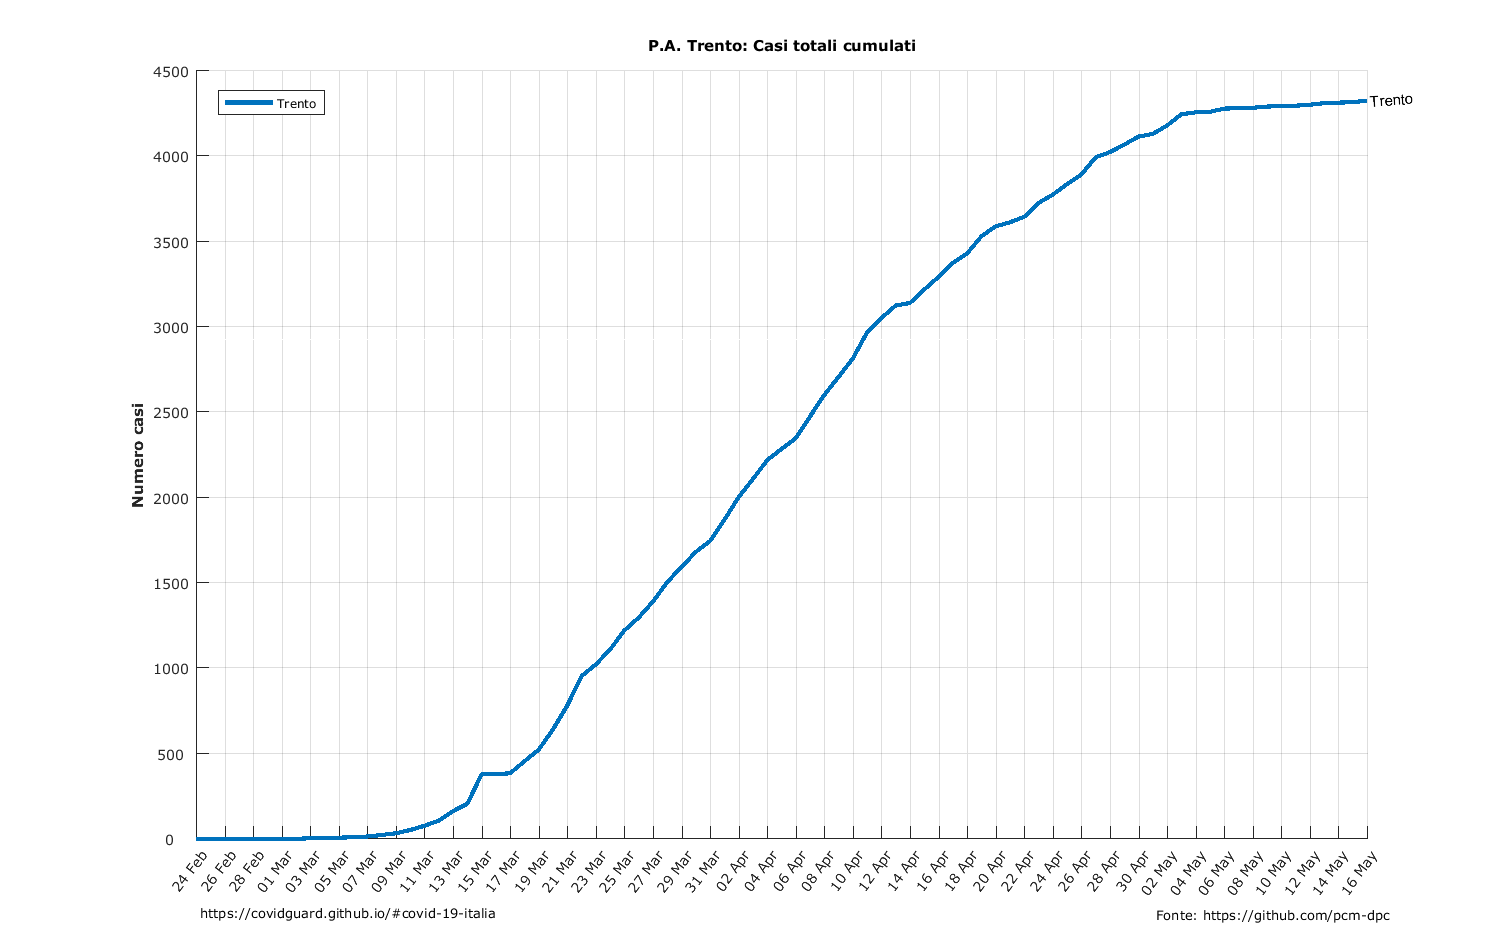 P.A. Trento: Casi totali cumulati
4500
4000
3500
3000
2500
2000
1500
1000
500
0
Numero casi
Trento
Trento
24 Feb
26 Feb
28 Feb
01 Mar
03 Mar
05 Mar
07 Mar
09 Mar
11 Mar
13 Mar
15 Mar
17 Mar
19 Mar
21 Mar
23 Mar
25 Mar
27 Mar
29 Mar
31 Mar
02 Apr
04 Apr
06 Apr
08 Apr
10 Apr
12 Apr
14 Apr
16 Apr
18 Apr
20 Apr
22 Apr
24 Apr
26 Apr
28 Apr
30 Apr
02 May
04 May
06 May
08 May
10 May
12 May
14 May
16 May
https://covidguard.github.io/#covid-19-italia
Fonte: https://github.com/pcm-dpc